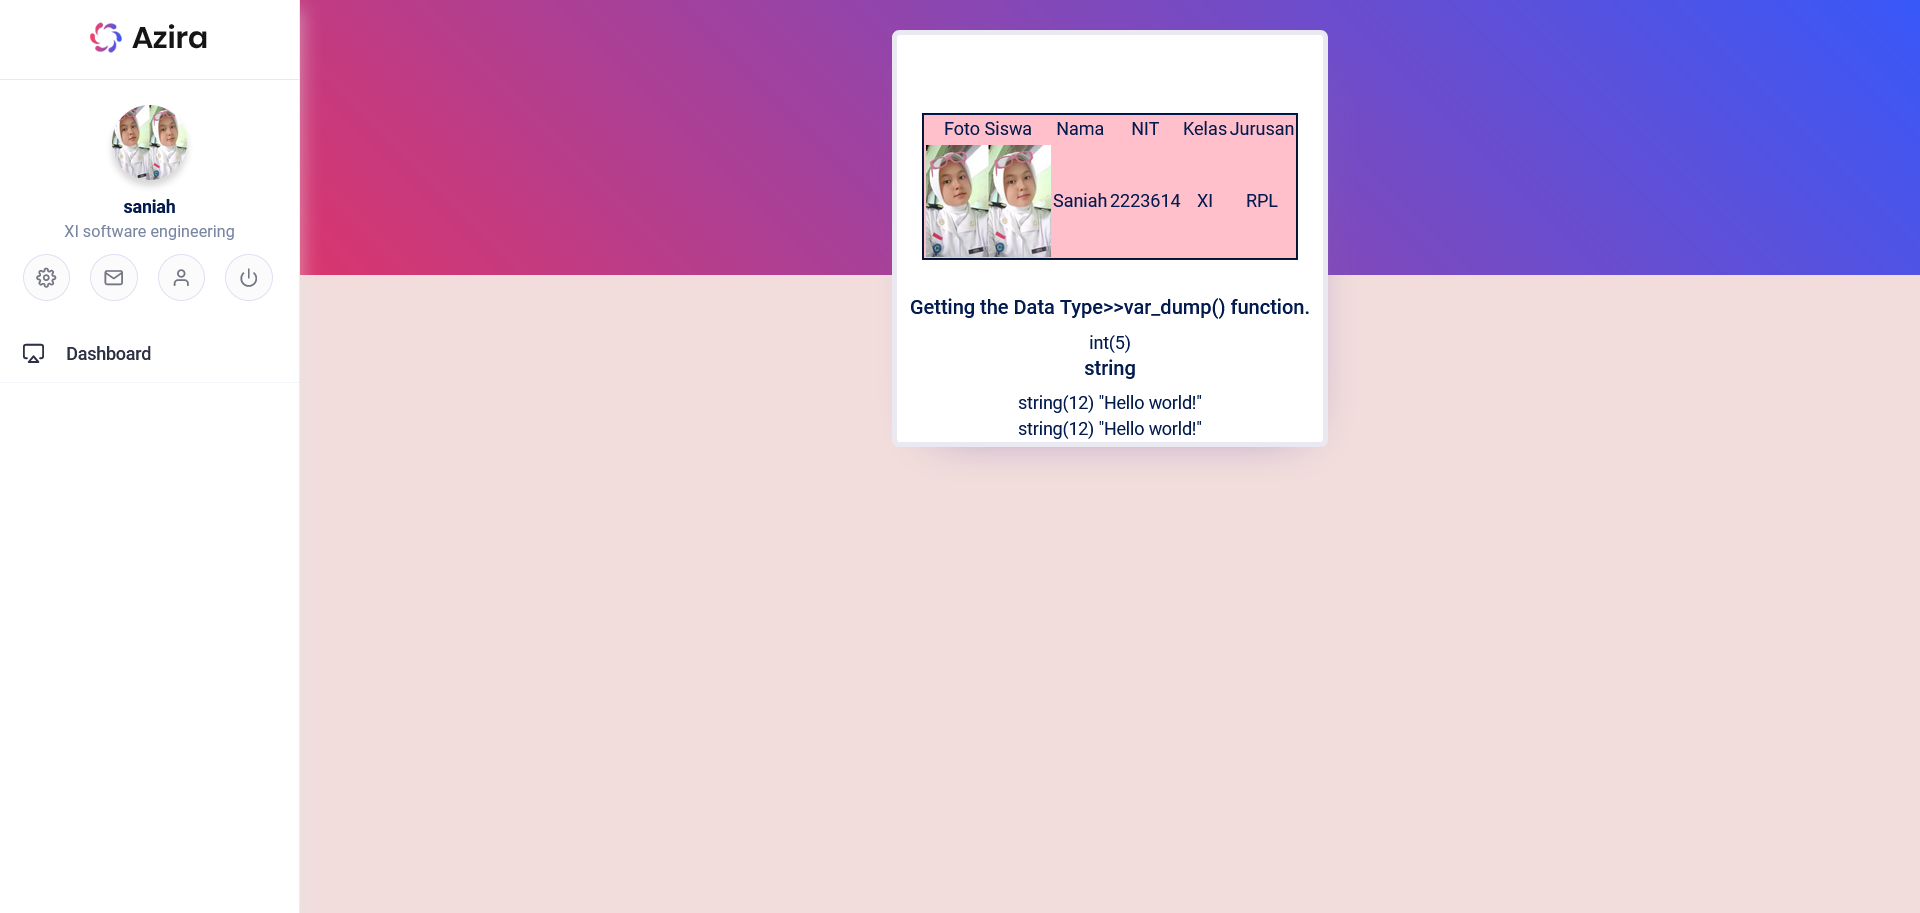 Azira
saniah
XI software engineering
Dashboard
Foto Siswa Nama NIT Kelas Jurusan
Saniah 2223614 XI RPL
Getting the Data Type>>var_dump() function.
int(5)
string
string(12) "Hello world!"
string(12) "Hello world!"